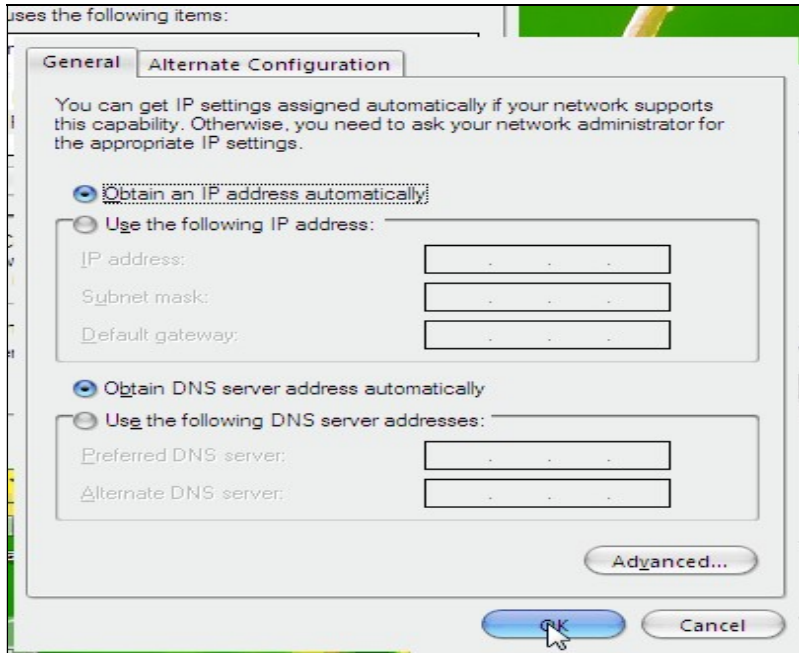 uses the following items:
General
Alternate Configuration
You can get IP settings assigned automatically if your network supports
this capability. Otherwise, you need to ask your network administrator for
the appropriate IP settings.
Obtain an IP address automatically
Use the following IP address:
IP address:
Subnet mask:
Default gateway:
Obtain DNS server address automatically
Use the following DNS server addresses:
Preferred DNS server:
Alternate DNS server:
Advanced...
OK
Cancel